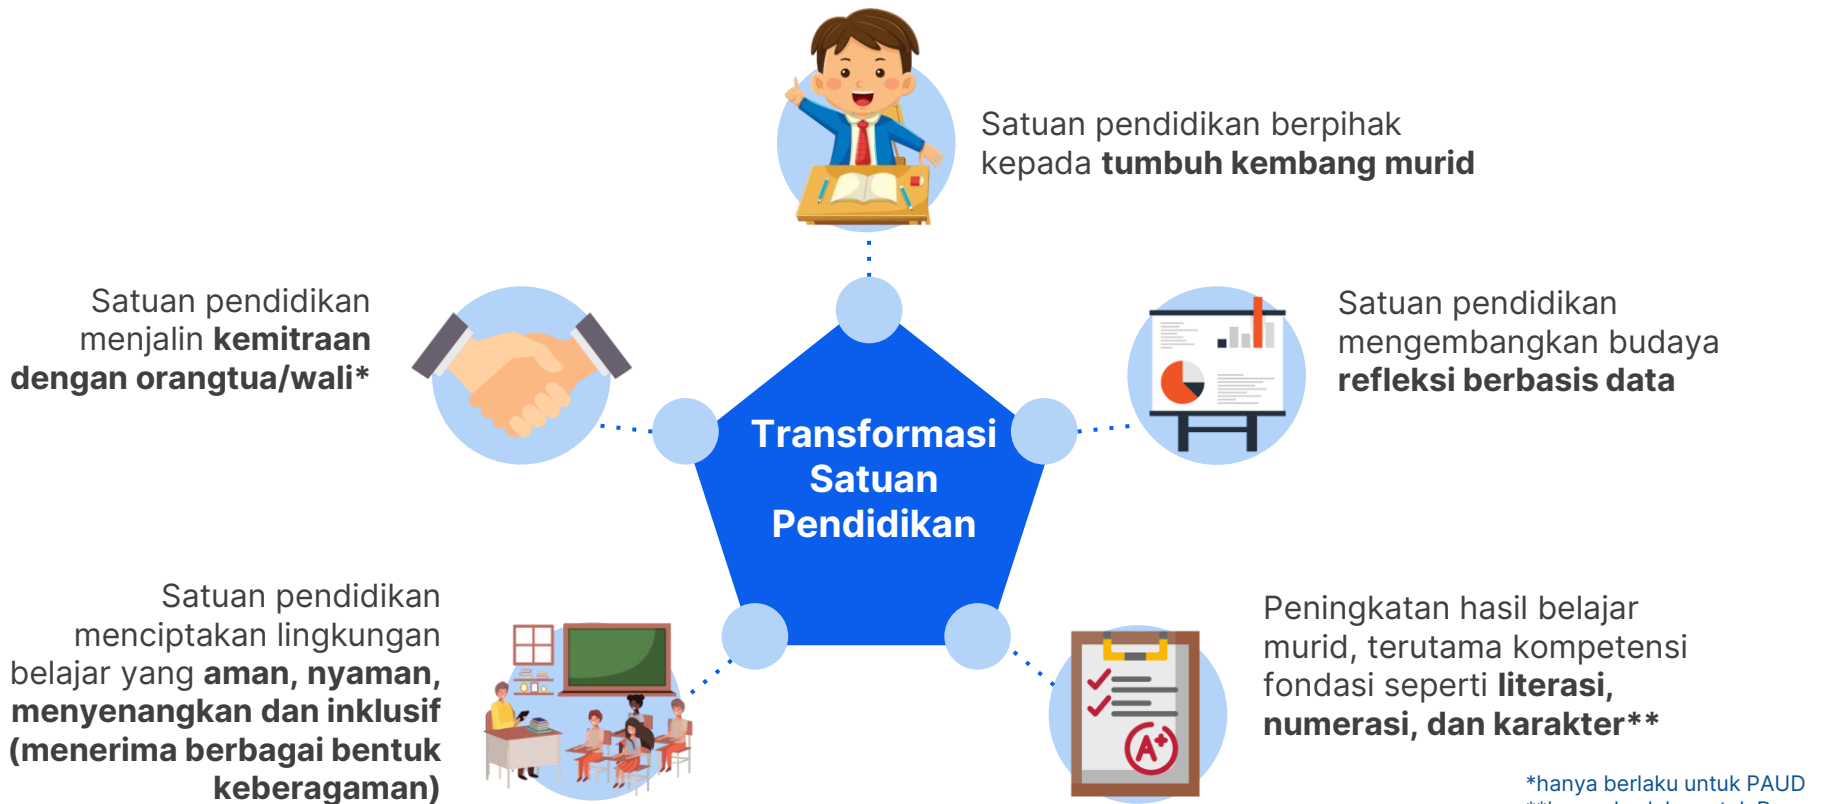 Satuan pendidikan berpihak
kepada tumbuh kembang murid
Satuan pendidikan
menjalin kemitraan
dengan orangtua/wali*
Satuan pendidikan
mengembangkan budaya
refleksi berbasis data
Transformasi
Satuan
Pendidikan
Satuan pendidikan
menciptakan lingkungan
belajar yang aman, nyaman,
menyenangkan dan inklusif
(menerima berbagai bentuk
keberagaman)
Peningkatan hasil belajar
murid, terutama kompetensi
fondasi seperti literasi,
numerasi, dan karakter**
A+
*hanya berlaku untuk PAUD